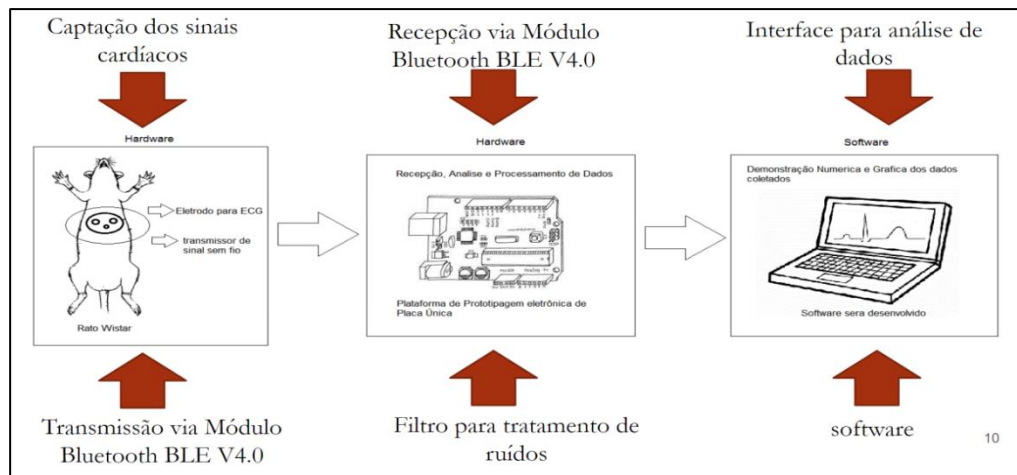 Captação dos sinais
cardíacos
Recepção via Módulo
Bluetooth BLE V4.0
Interface para análise de
dados
Hardware
Eletrodo para ECG
transmissor de
sinal sem fio
Rato Wistar
Hardware
Recepção, Analise e Processamento de Dados
Plataforma de Prototipagem eletrônica de
Placa Única
Software
Demonstração Numerica e Grafica dos dados
coletados
Software sera desenvolvido
Transmissão via Módulo
Bluetooth BLE V4.0
Filtro para tratamento de
ruídos
software
10